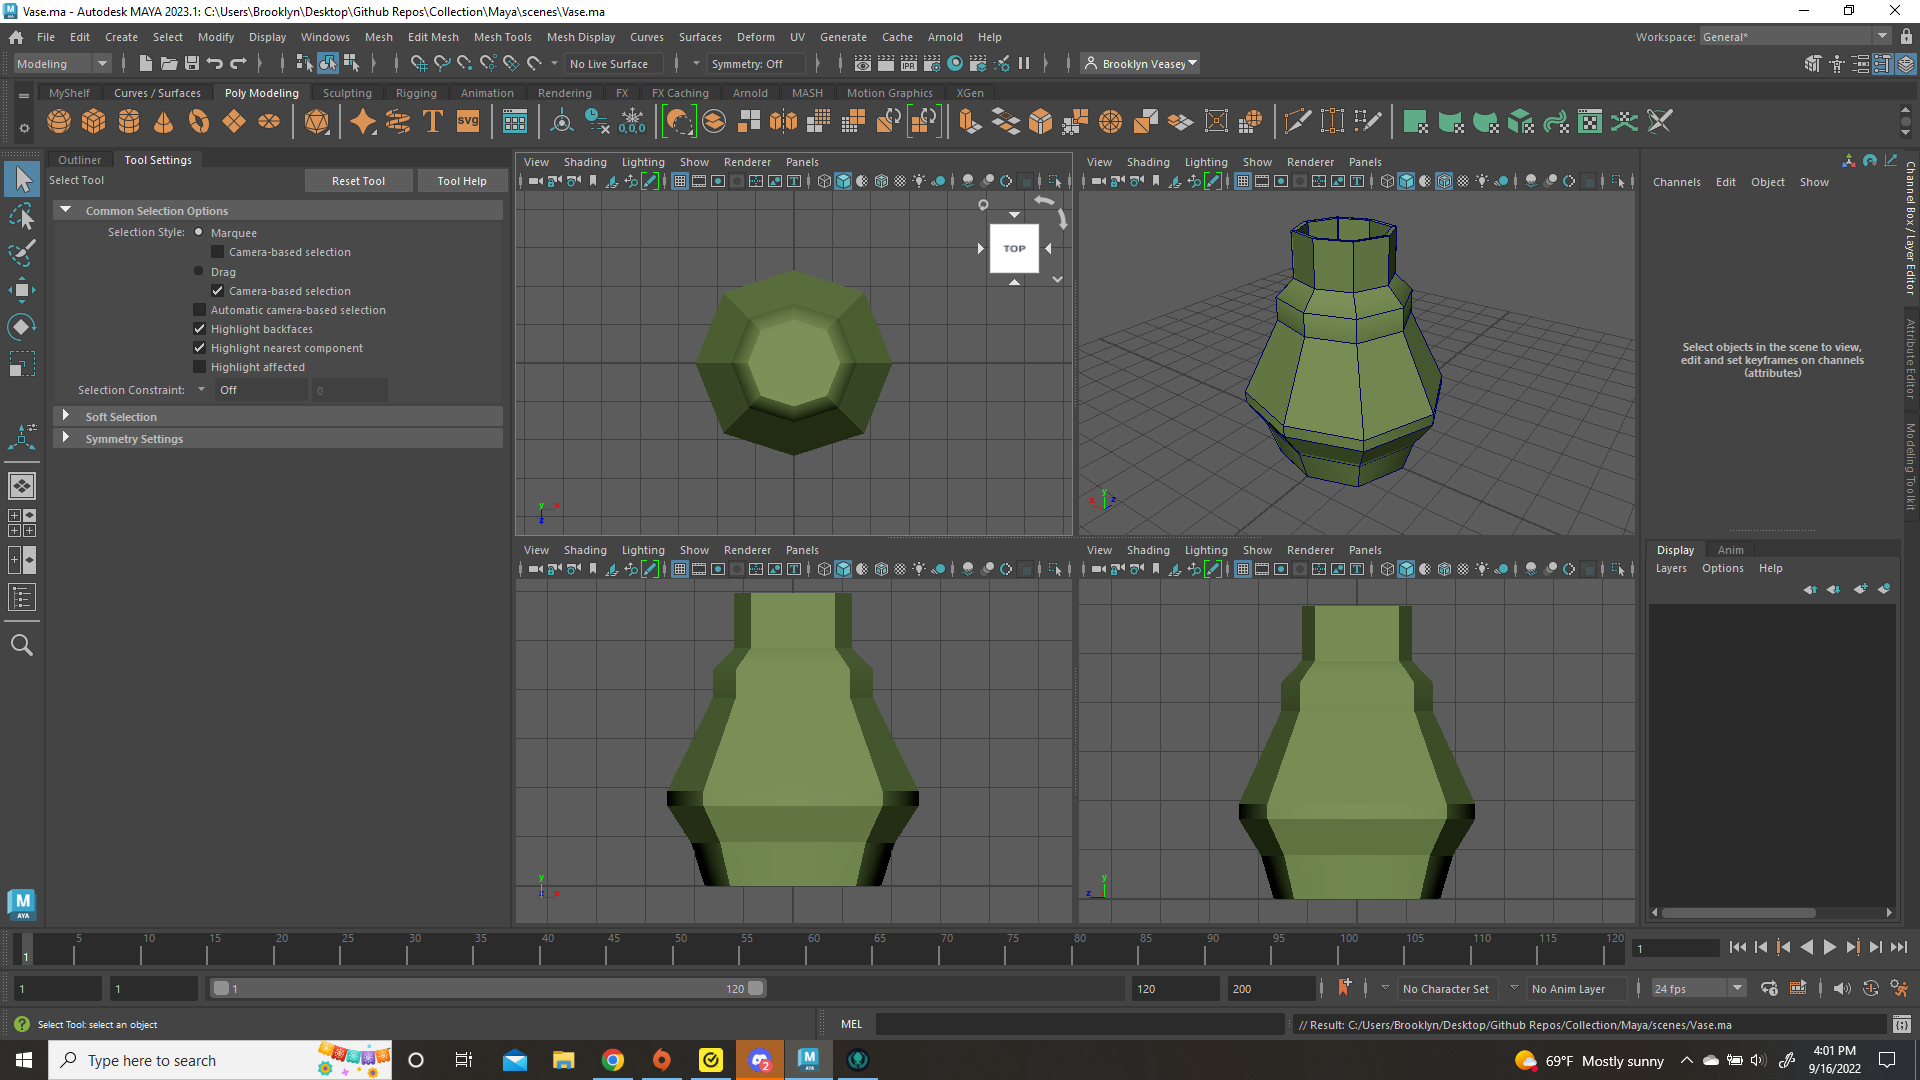 Vase.ma - Autodesk MAYA 2023.1: C:\Users\Brooklyn\Desktop\Github Repos\Collection\Maya\scenes\Vase.ma
File Edit Create Select Modify Display Windows Mesh Edit Mesh Mesh Tools Mesh Display Curves Surfaces Deform UV Generate Cache Arnold Help Workspace: General*
Modeling No Live Surface Symmetry: Off IPR Brooklyn Veasey
MyShelf Curves / Surfaces Poly Modeling Sculpting Rigging Animation Rendering FX FX Caching Arnold MASH Motion Graphics XGen
T SVG 0,0,0
Outliner Tool Settings
Select Tool Reset Tool Tool Help
Common Selection Options
Selection Style: Marquee
Camera-based selection
Drag
Camera-based selection
Automatic camera-based selection
Highlight backfaces
Highlight nearest component
Highlight affected
Selection Constraint: Off 0
Soft Selection
Symmetry Settings
View Shading Lighting Show Renderer Panels
TOP
y x
z
View Shading Lighting Show Renderer Panels
x y z
View Shading Lighting Show Renderer Panels
y
z x
View Shading Lighting Show Renderer Panels
y
z
Channels Edit Object Show
Select objects in the scene to view,
edit and set keyframes on channels
(attributes)
Channel Box / Layer Editor
Attribute Editor
Modeling Toolkit
Display Anim
Layers Options Help
M
AYA
5 10 15 20 25 30 35 40 45 50 55 60 65 70 75 80 85 90 95 100 105 110 115 120
1 1
1 1 1 120 120 200 No Character Set No Anim Layer 24 fps
Select Tool: select an object MEL // Result: C:/Users/Brooklyn/Desktop/Github Repos/Collection/Maya/scenes/Vase.ma
Type here to search 2 M AYA 69°F Mostly sunny 4:01 PM
9/16/2022